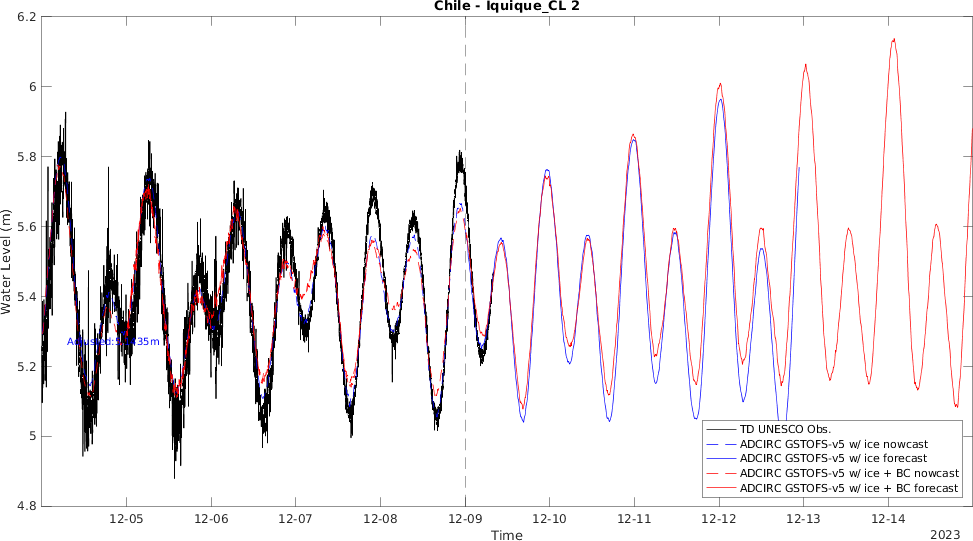 Chile - Iquique_CL 2
6.2
6
5.8
5.6
5.4
5.2
5
4.8
Water Level (m)
TD UNESCO Obs.
ADCIRC GSTOFS-v5 w/ ice nowcast
ADCIRC GSTOFS-v5 w/ ice forecast
ADCIRC GSTOFS-v5 w/ ice + BC nowcast
ADCIRC GSTOFS-v5 w/ ice + BC forecast
12-05 12-06 12-07 12-08 12-09 12-10 12-11 12-12 12-13 12-14
Time
2023